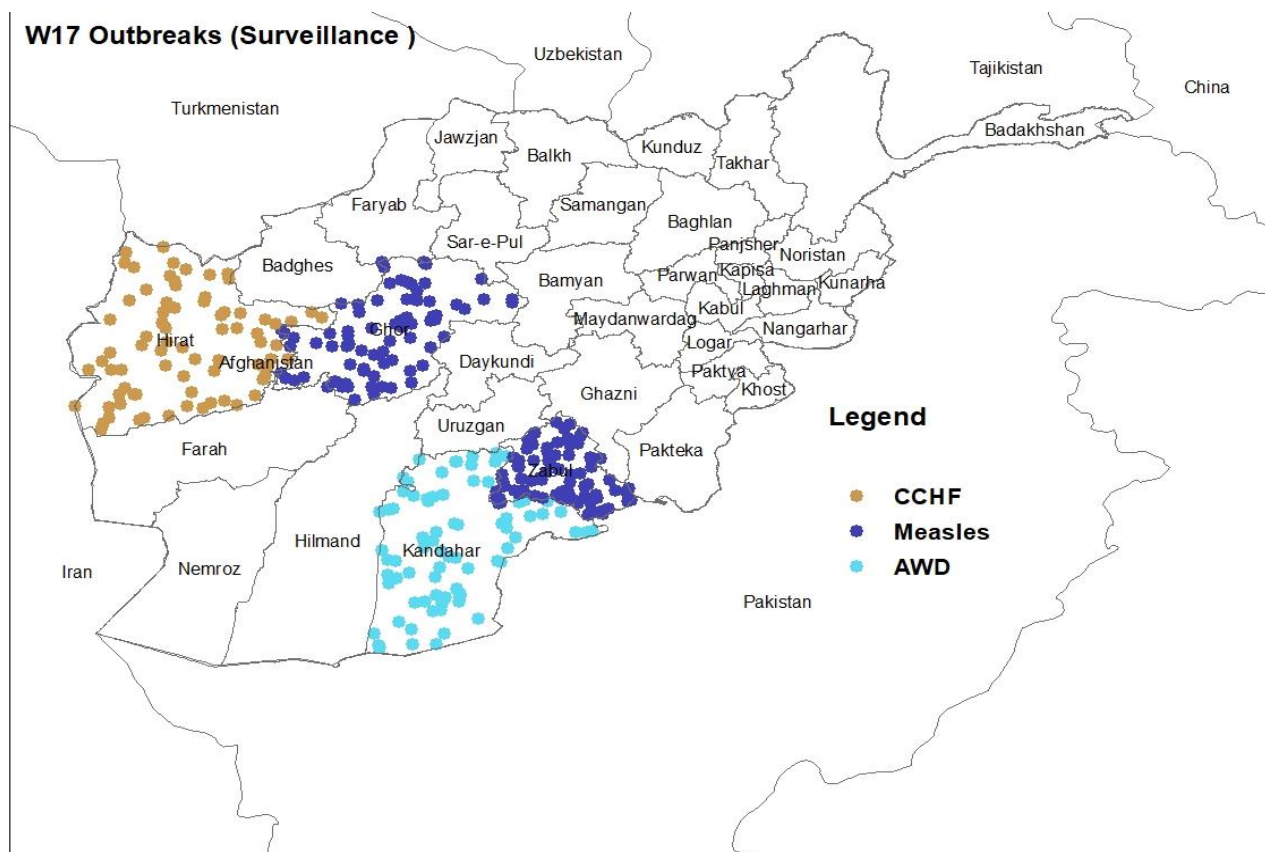 W17 Outbreaks (Surveillance )
Uzbekistan
Tajikistan
China
Turkmenistan
Badakhshan
Jawzjan
Balkh
Kunduz
Takhar
Faryab
Samangan
Baghlan
Sar-e-Pul
Panjsher
Noristan
Badghes
Bamyan
Parwan
Kapisa
Laghman
Kunarha
Kabul
Maydanwardag
Ghor
Nangarhar
Hirat
Logar
Afghanistan
Daykundi
Paktya
Khost
Ghazni
Legend
Uruzgan
Farah
Pakteka
Zabul
CCHF
Measles
AWD
Hilmand
Kandahar
Iran
Nemroz
Pakistan